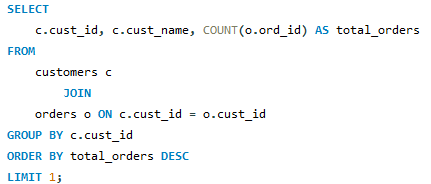 SELECT
    c.cust_id, c.cust_name, COUNT(o.ord_id) AS total_orders
FROM
    customers c
        JOIN
    orders o ON c.cust_id = o.cust_id
GROUP BY c.cust_id
ORDER BY total_orders DESC
LIMIT 1;